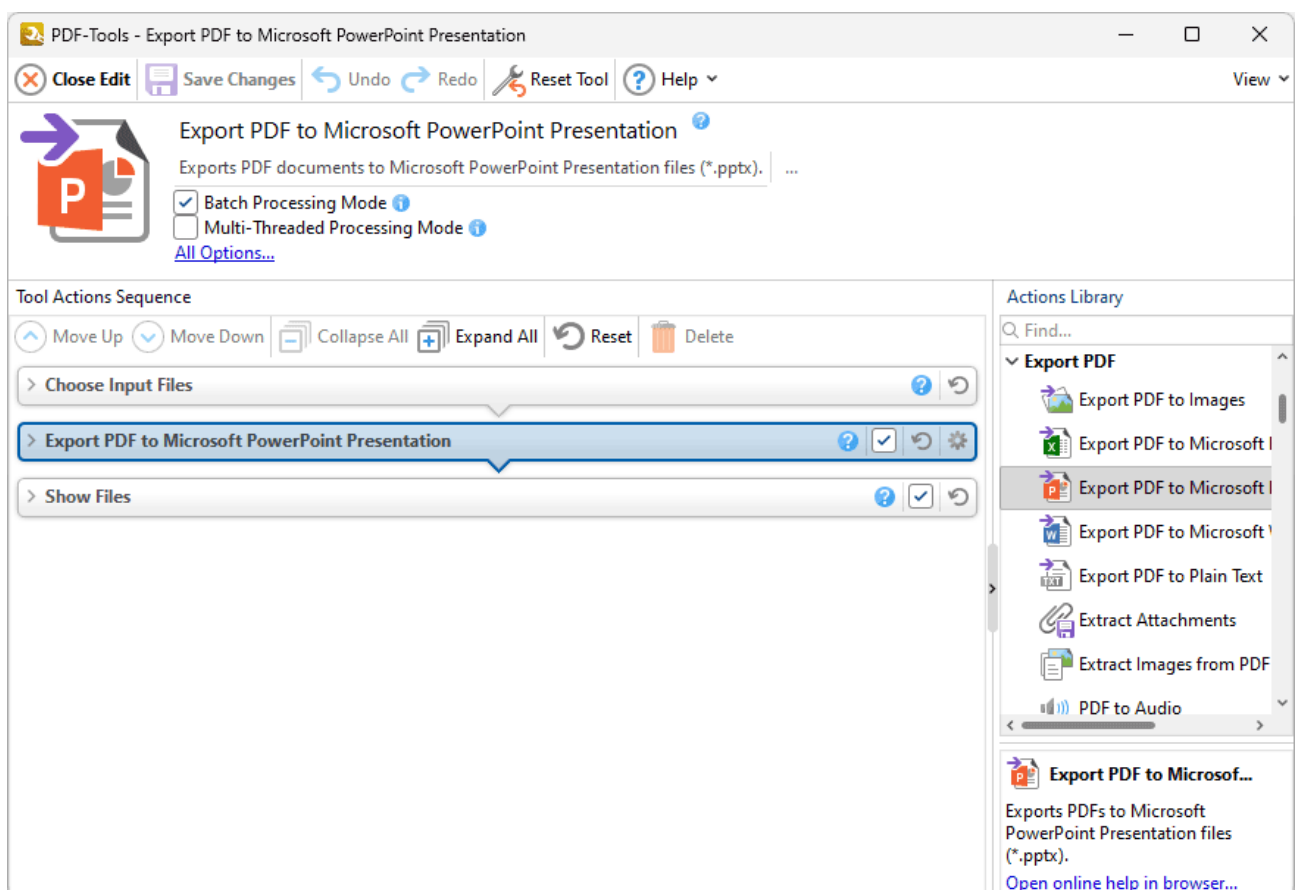 PDF-Tools - Export PDF to Microsoft PowerPoint Presentation
Close Edit Save Changes Undo Redo Reset Tool Help View
Export PDF to Microsoft PowerPoint Presentation
Exports PDF documents to Microsoft PowerPoint Presentation files (*.pptx). ...
Batch Processing Mode
Multi-Threaded Processing Mode
All Options...
Tool Actions Sequence
Move Up Move Down Collapse All Expand All Reset Delete
Choose Input Files
Export PDF to Microsoft PowerPoint Presentation
Show Files
Actions Library
Find...
Export PDF
Export PDF to Images
Export PDF to Microsoft
Export PDF to Microsoft
Export PDF to Microsoft
Export PDF to Plain Text
Extract Attachments
Extract Images from PDF
PDF to Audio
Export PDF to Microsof...
Exports PDFs to Microsoft
PowerPoint Presentation files
(*.pptx).
Open online help in browser...